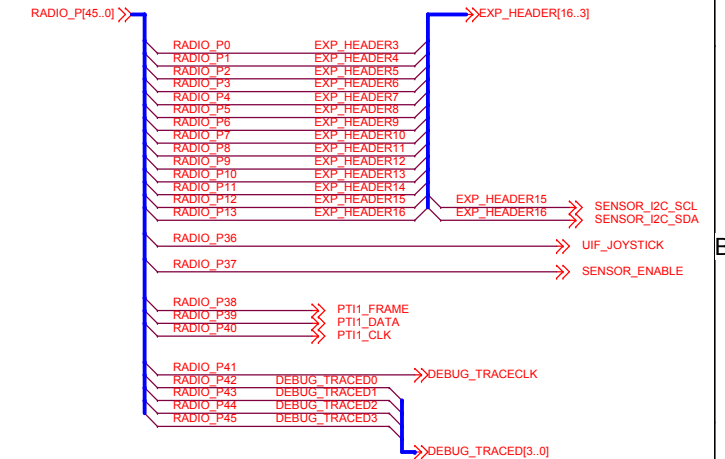 RADIO_P[45..0] EXP_HEADER[16..3]
RADIO_P0 EXP_HEADER3
RADIO_P1 EXP_HEADER4
RADIO_P2 EXP_HEADER5
RADIO_P3 EXP_HEADER6
RADIO_P4 EXP_HEADER7
RADIO_P5 EXP_HEADER8
RADIO_P6 EXP_HEADER9
RADIO_P7 EXP_HEADER10
RADIO_P8 EXP_HEADER11
RADIO_P9 EXP_HEADER12
RADIO_P10 EXP_HEADER13
RADIO_P11 EXP_HEADER14
RADIO_P12 EXP_HEADER15 EXP_HEADER15 SENSOR_I2C_SCL
RADIO_P13 EXP_HEADER16 EXP_HEADER16 SENSOR_I2C_SDA
RADIO_P36 UIF_JOYSTICK
RADIO_P37 SENSOR_ENABLE
RADIO_P38 PTI1_FRAME
RADIO_P39 PTI1_DATA
RADIO_P40 PTI1_CLK
RADIO_P41 DEBUG_TRACECLK
RADIO_P42 DEBUG_TRACED0
RADIO_P43 DEBUG_TRACED1
RADIO_P44 DEBUG_TRACED2
RADIO_P45 DEBUG_TRACED3
DEBUG_TRACED[3..0]